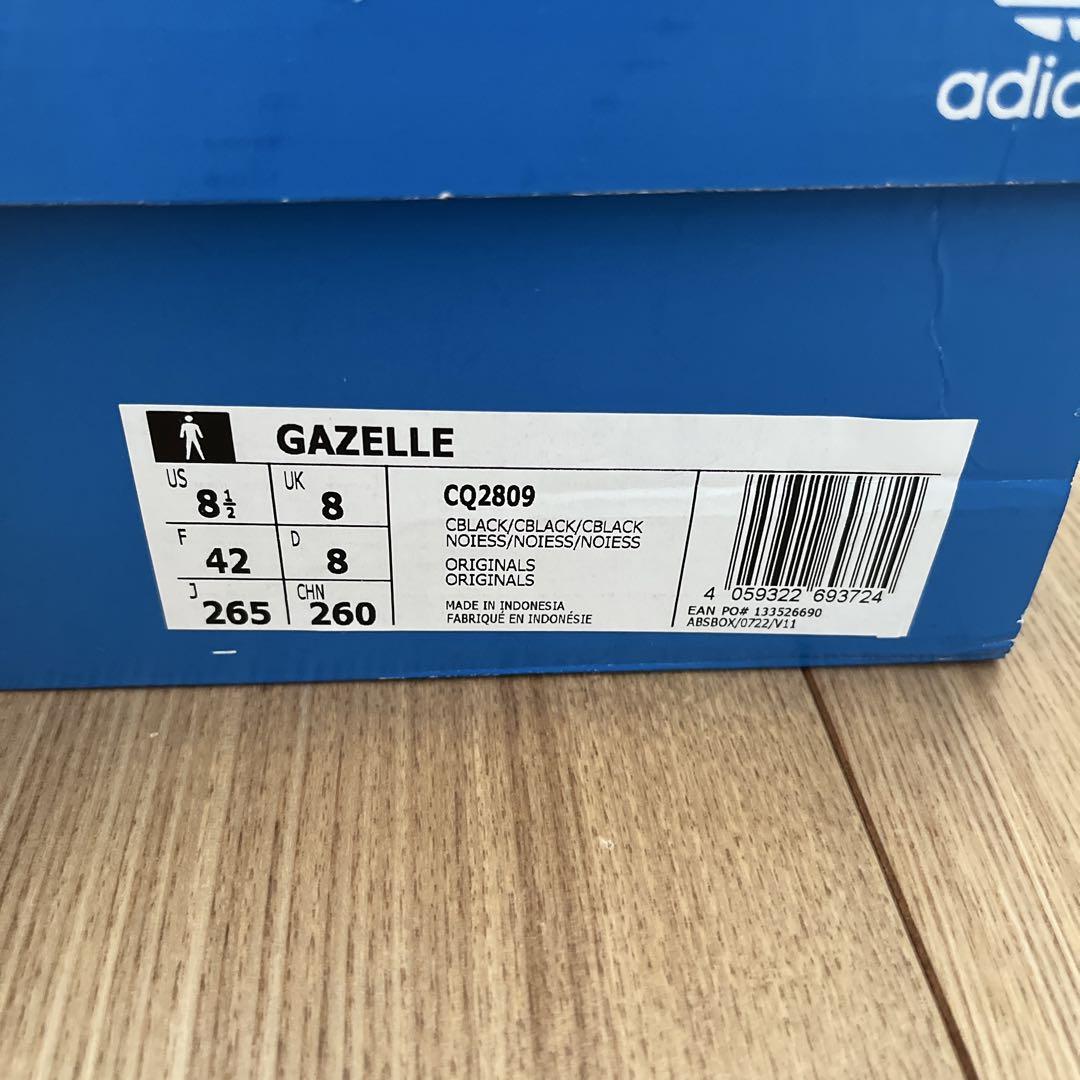 adid
GAZELLE
US 8½ UK 8
F 42 D 8
J 265 CHN 260
CQ2809
CBLACK/CBLACK/CBLACK
NOIESS/NOIESS/NOIESS
ORIGINALS
ORIGINALS
MADE IN INDONESIA
FABRIQUÉ EN INDONÉSIE
4 059322 693724
EAN PO# 133526690
ABSBOX/0722/V11